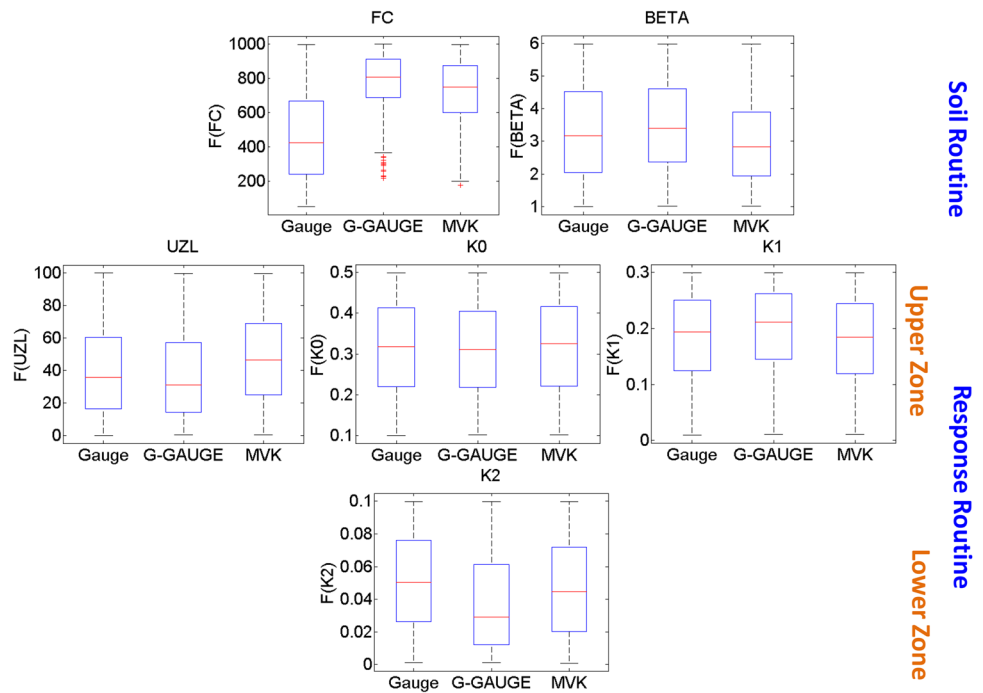 FC
BETA
1000
800
600
400
200
F(FC)
Gauge G-GAUGE MVK
6
5
4
3
2
1
F(BETA)
Gauge G-GAUGE MVK
Soil Routine
UZL
K0
K1
100
80
60
40
20
0
F(UZL)
Gauge G-GAUGE MVK
0.5
0.4
0.3
0.2
0.1
F(K0)
Gauge G-GAUGE MVK
0.3
0.2
0.1
0
F(K1)
Gauge G-GAUGE MVK
Upper Zone
Response Routine
K2
0.1
0.08
0.06
0.04
0.02
0
F(K2)
Gauge G-GAUGE MVK
Lower Zone